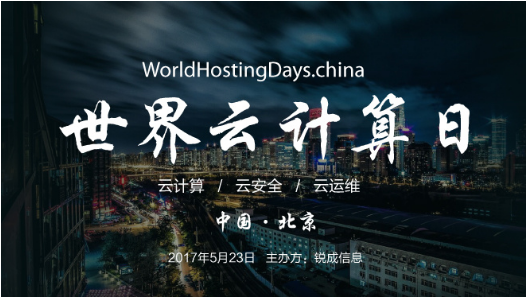 WorldHostingDays.china
世界云计算日
云计算 / 云安全 / 云运维
中国·北京
2017年5月23日 主办方：锐成信息